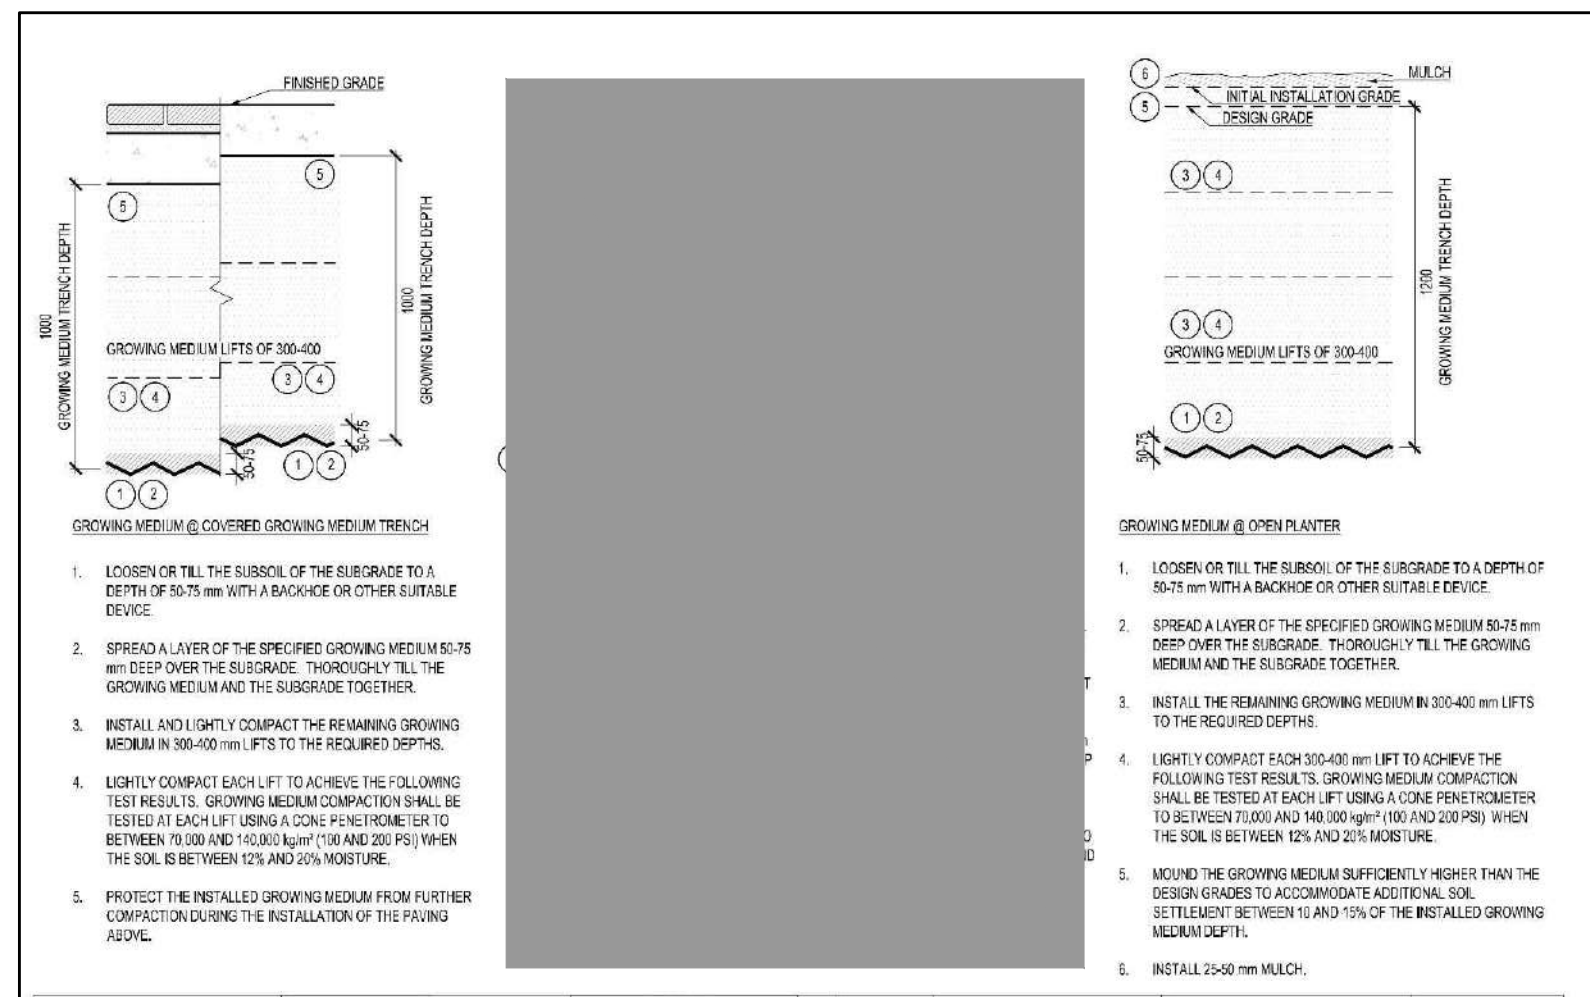 FINISHED GRADE
5
5
1000
GROWING MEDIUM TRENCH DEPTH
1000
GROWING MEDIUM TRENCH DEPTH
GROWING MEDIUM LIFTS OF 300-400
3 4
3 4
50-75
50-75
1 2
1 2
GROWING MEDIUM @ COVERED GROWING MEDIUM TRENCH
1. LOOSEN OR TILL THE SUBSOIL OF THE SUBGRADE TO A
DEPTH OF 50-75 mm WITH A BACKHOE OR OTHER SUITABLE
DEVICE.
2. SPREAD A LAYER OF THE SPECIFIED GROWING MEDIUM 50-75
mm DEEP OVER THE SUBGRADE. THOROUGHLY TILL THE
GROWING MEDIUM AND THE SUBGRADE TOGETHER.
3. INSTALL AND LIGHTLY COMPACT THE REMAINING GROWING
MEDIUM IN 300-400 mm LIFTS TO THE REQUIRED DEPTHS.
4. LIGHTLY COMPACT EACH LIFT TO ACHIEVE THE FOLLOWING
TEST RESULTS. GROWING MEDIUM COMPACTION SHALL BE
TESTED AT EACH LIFT USING A CONE PENETROMETER TO
BETWEEN 70,000 AND 140,000 kg/m² (100 AND 200 PSI) WHEN
THE SOIL IS BETWEEN 12% AND 20% MOISTURE.
5. PROTECT THE INSTALLED GROWING MEDIUM FROM FURTHER
COMPACTION DURING THE INSTALLATION OF THE PAVING
ABOVE.
6
MULCH
INITIAL INSTALLATION GRADE
5
DESIGN GRADE
3 4
1200
GROWING MEDIUM TRENCH DEPTH
3 4
GROWING MEDIUM LIFTS OF 300-400
1 2
50-75
GROWING MEDIUM @ OPEN PLANTER
1. LOOSEN OR TILL THE SUBSOIL OF THE SUBGRADE TO A DEPTH OF
50-75 mm WITH A BACKHOE OR OTHER SUITABLE DEVICE.
2. SPREAD A LAYER OF THE SPECIFIED GROWING MEDIUM 50-75 mm
DEEP OVER THE SUBGRADE. THOROUGHLY TILL THE GROWING
MEDIUM AND THE SUBGRADE TOGETHER.
3. INSTALL THE REMAINING GROWING MEDIUM IN 300-400 mm LIFTS
TO THE REQUIRED DEPTHS.
4. LIGHTLY COMPACT EACH 300-400 mm LIFT TO ACHIEVE THE
FOLLOWING TEST RESULTS. GROWING MEDIUM COMPACTION
SHALL BE TESTED AT EACH LIFT USING A CONE PENETROMETER
TO BETWEEN 70,000 AND 140,000 kg/m² (100 AND 200 PSI) WHEN
THE SOIL IS BETWEEN 12% AND 20% MOISTURE.
5. MOUND THE GROWING MEDIUM SUFFICIENTLY HIGHER THAN THE
DESIGN GRADES TO ACCOMMODATE ADDITIONAL SOIL
SETTLEMENT BETWEEN 10 AND 15% OF THE INSTALLED GROWING
MEDIUM DEPTH.
6. INSTALL 25-50 mm MULCH.